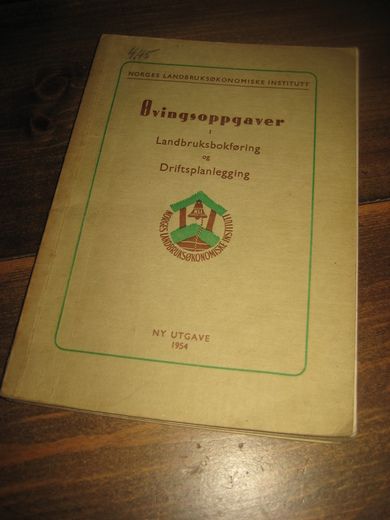 4,45
NORGES LANDBRUKSØKONOMISKE INSTITUTT
Øvingsoppgaver
i
Landbruksbokføring
og
Driftsplanlegging
NORGES LANDBRUKSØKONOMISKE INSTITUTT
NY UTGAVE
1954